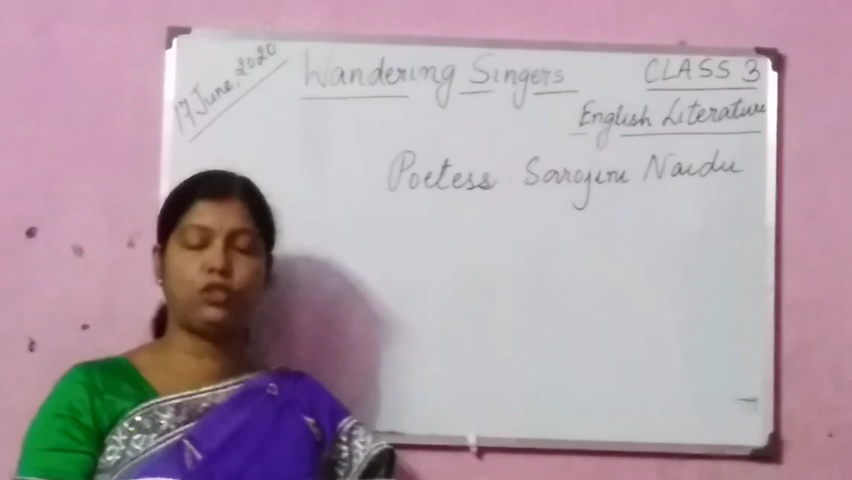 17 June, 2020
Wandering Singers
CLASS 3
English Literature
Poetess Sarojini Naidu